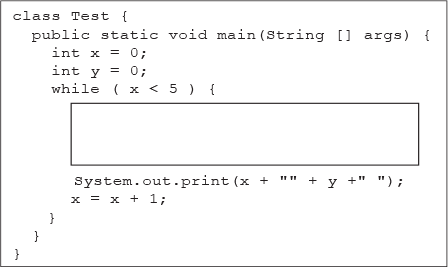 class Test {
public static void main(String [] args) {
int x = 0;
int y = 0;
while ( x < 5 ) {
System.out.print(x + "" + y +" ");
x = x + 1;
}
}
}